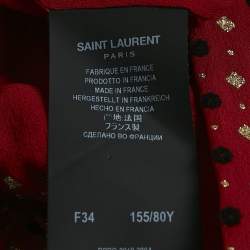 SAINT LAURENT
PARIS
FABRIQUE EN FRANCE
PRODOTTO IN FRANCIA
MADE IN FRANCE
HERGESTELLT IN FRANKREICH
HECHO EN FRANCIA
产地:法国
フランス製
СДЕЛАНО ВО ФРАНЦИИ
F34 155/80Y